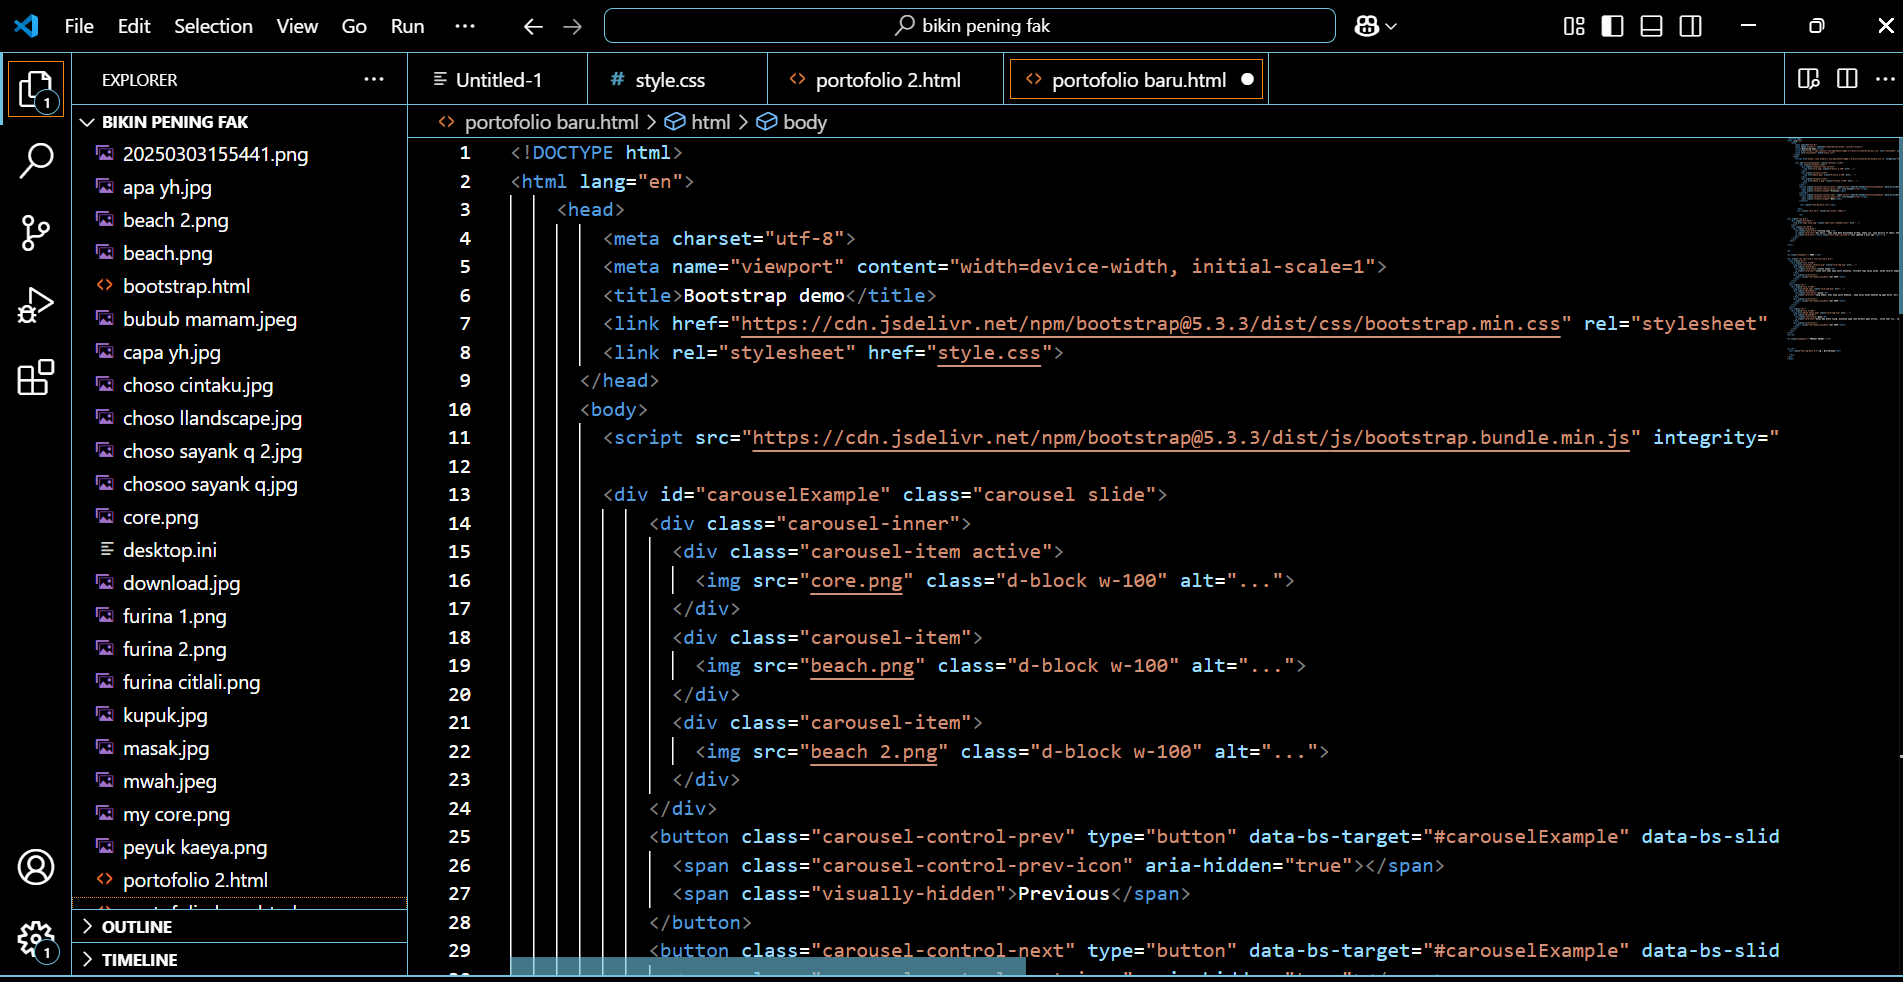 File Edit Selection View Go Run ··· ← → bikin pening fak
EXPLORER ···
BIKIN PENING FAK
20250303155441.png
apa yh.jpg
beach 2.png
beach.png
bootstrap.html
bubub mamam.jpeg
capa yh.jpg
choso cintaku.jpg
choso llandscape.jpg
choso sayank q 2.jpg
chosoo sayank q.jpg
core.png
desktop.ini
download.jpg
furina 1.png
furina 2.png
furina citlali.png
kupuk.jpg
masak.jpg
mwah.jpeg
my core.png
peyuk kaeya.png
portofolio 2.html
OUTLINE
TIMELINE
1
1
Untitled-1 # style.css <> portofolio 2.html <> portofolio baru.html ●
<> portofolio baru.html > html > body
1 <!DOCTYPE html>
2 <html lang="en">
3 <head>
4 <meta charset="utf-8">
5 <meta name="viewport" content="width=device-width, initial-scale=1">
6 <title>Bootstrap demo</title>
7 <link href="https://cdn.jsdelivr.net/npm/bootstrap@5.3.3/dist/css/bootstrap.min.css" rel="stylesheet"
8 <link rel="stylesheet" href="style.css">
9 </head>
10 <body>
11 <script src="https://cdn.jsdelivr.net/npm/bootstrap@5.3.3/dist/js/bootstrap.bundle.min.js" integrity="
12
13 <div id="carouselExample" class="carousel slide">
14 <div class="carousel-inner">
15 <div class="carousel-item active">
16 <img src="core.png" class="d-block w-100" alt="...">
17 </div>
18 <div class="carousel-item">
19 <img src="beach.png" class="d-block w-100" alt="...">
20 </div>
21 <div class="carousel-item">
22 <img src="beach 2.png" class="d-block w-100" alt="...">
23 </div>
24 </div>
25 <button class="carousel-control-prev" type="button" data-bs-target="#carouselExample" data-bs-slid
26 <span class="carousel-control-prev-icon" aria-hidden="true"></span>
27 <span class="visually-hidden">Previous</span>
28 </button>
29 <button class="carousel-control-next" type="button" data-bs-target="#carouselExample" data-bs-slid